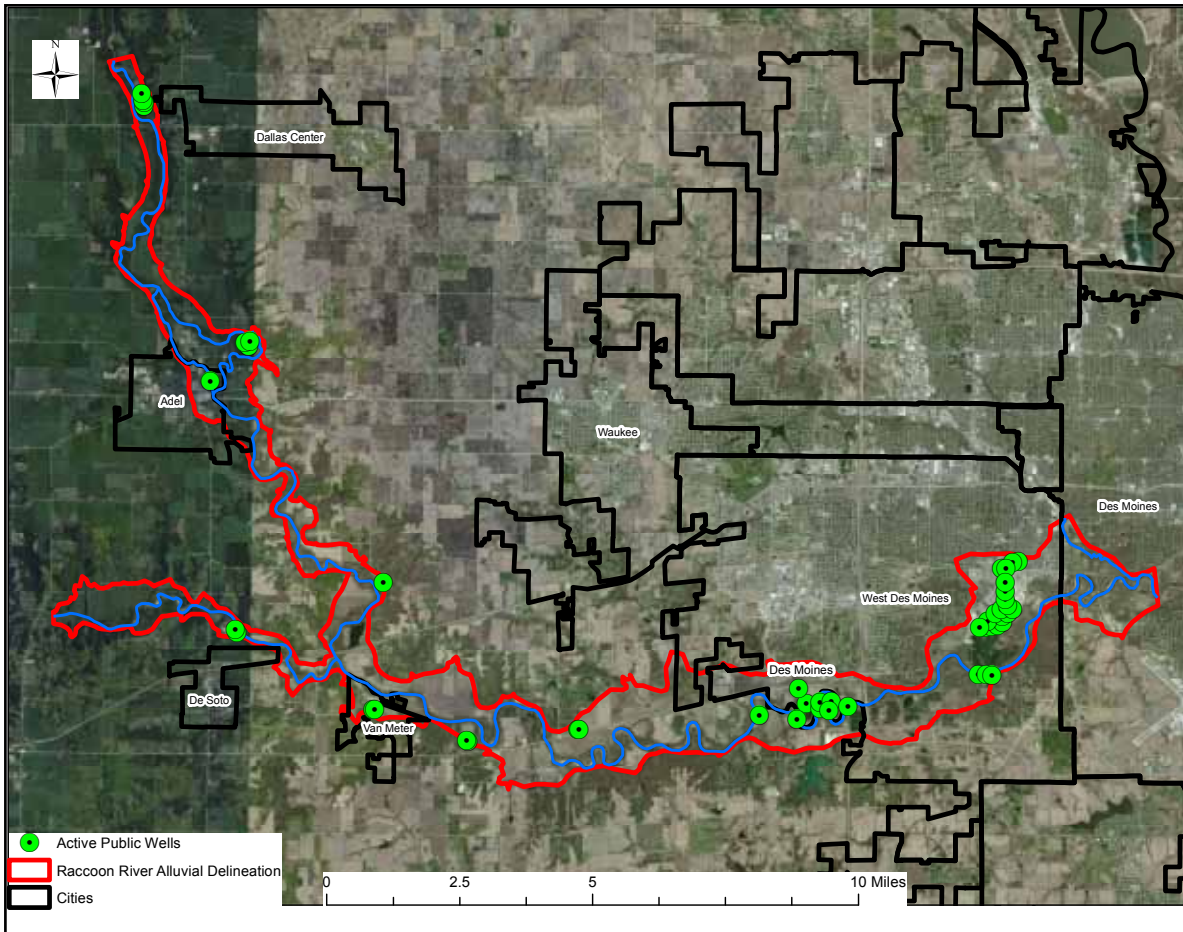 N
Dallas Center
Adel
Waukee
Des Moines
West Des Moines
De Soto
Van Meter
Des Moines
Active Public Wells
Raccoon River Alluvial Delineation
Cities
0 2.5 5 10 Miles